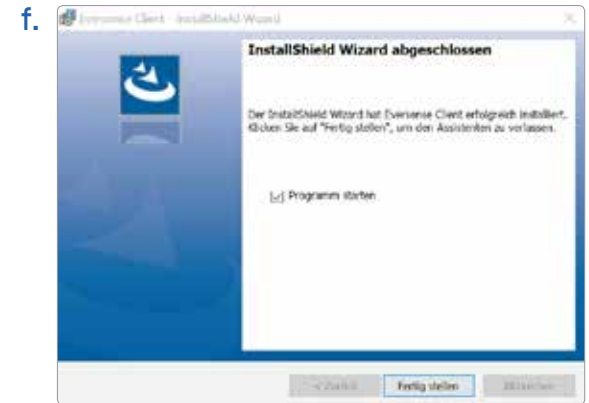 f.
Eversense Client - InstallShield Wizard
InstallShield Wizard abgeschlossen
Der InstallShield Wizard hat Eversense Client erfolgreich installiert.
Klicken Sie auf "Fertig stellen", um den Assistenten zu verlassen.
Programm starten
< Zurück
Fertig stellen
Abbrechen